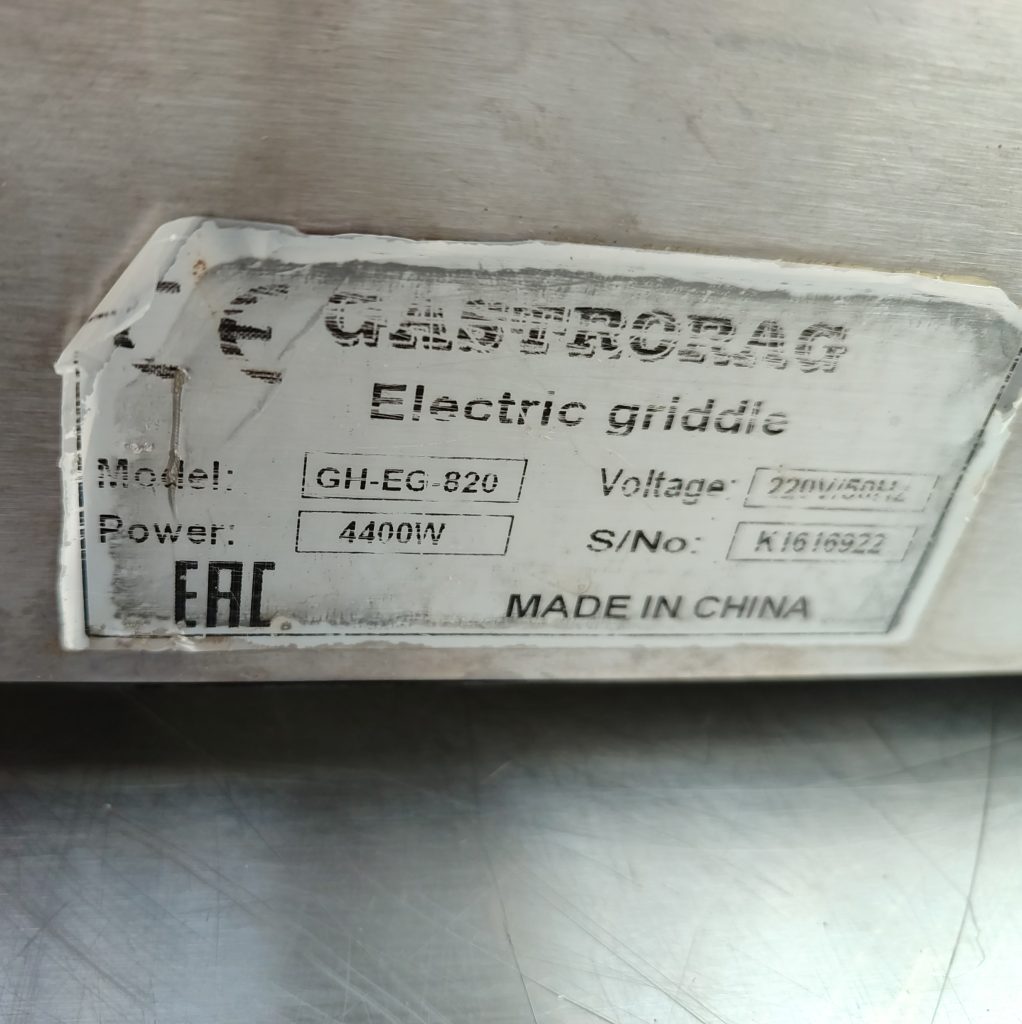 CE GASTRORAG
Electric griddle
Model: GH-EG-820 Voltage: 220V/50HZ
Power: 4400W S/No: K1616922
EAC MADE IN CHINA